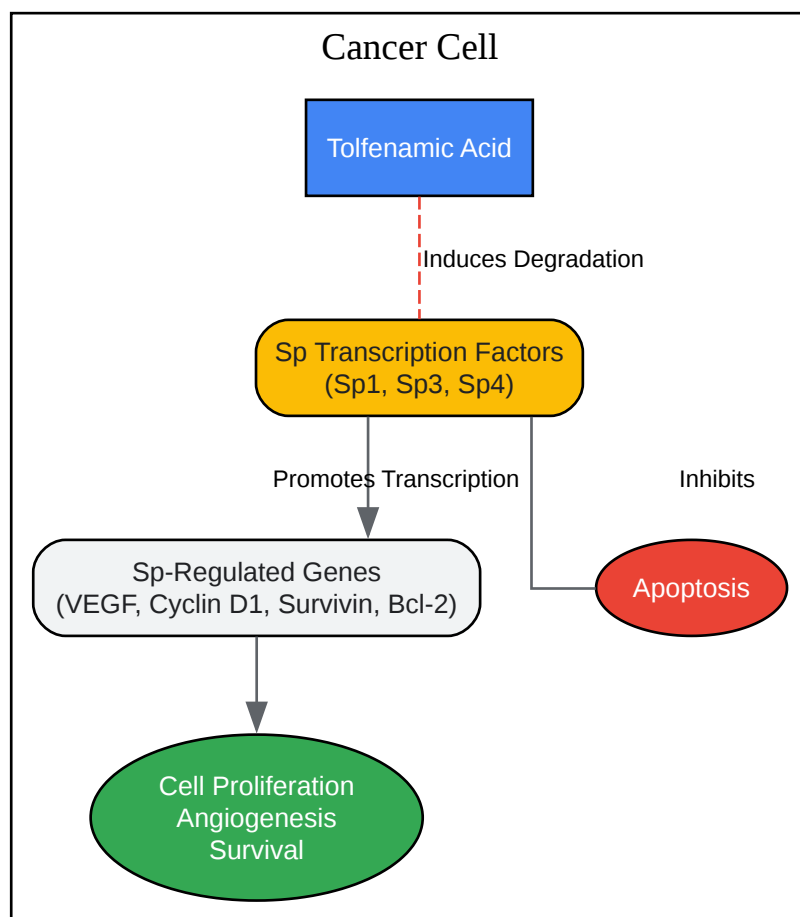 Cancer Cell
Tolfenamic Acid
Induces Degradation
Sp Transcription Factors
(Sp1, Sp3, Sp4)
Promotes Transcription
Inhibits
Sp-Regulated Genes
(VEGF, Cyclin D1, Survivin, Bcl-2)
Apoptosis
Cell Proliferation
Angiogenesis
Survival